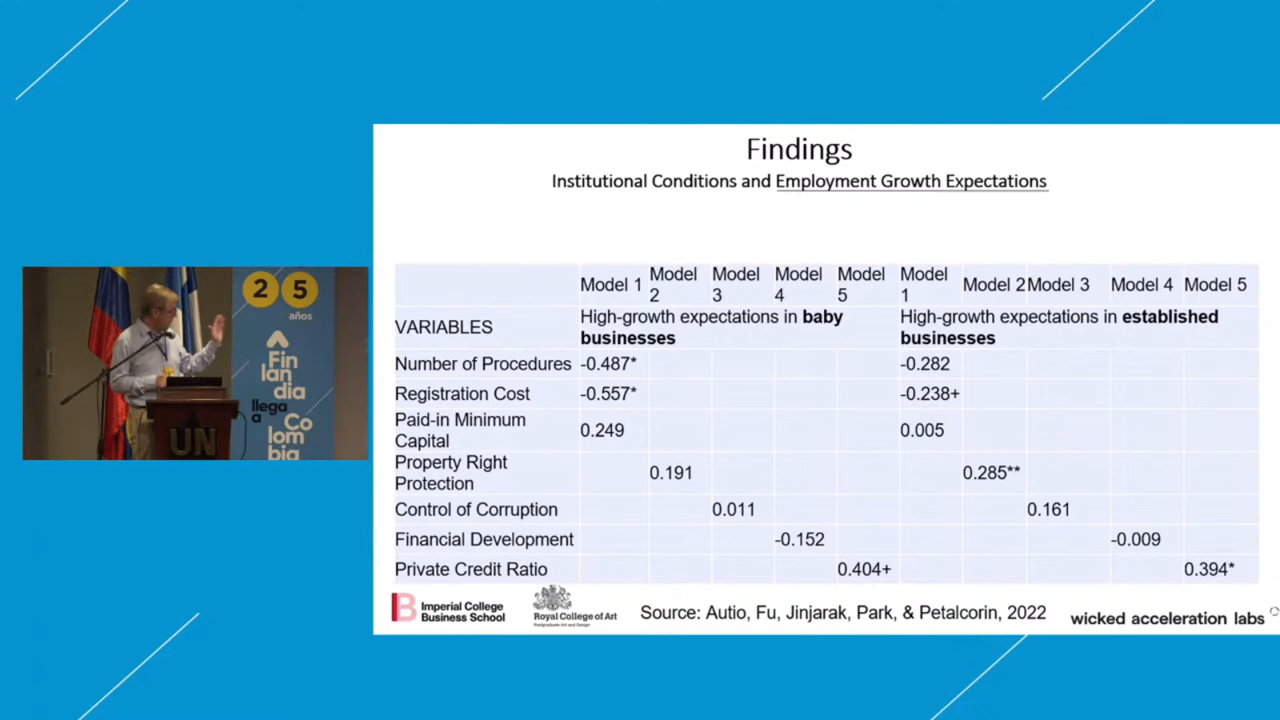 Findings
Institutional Conditions and Employment Growth Expectations
Model 1 Model 2 Model 3 Model 4 Model 5 Model 1 Model 2 Model 3 Model 4 Model 5
VARIABLES High-growth expectations in baby businesses High-growth expectations in established businesses
Number of Procedures -0.487* -0.282
Registration Cost -0.557* -0.238+
Paid-in Minimum Capital 0.249 0.005
Property Right Protection 0.191 0.285**
Control of Corruption 0.011 0.161
Financial Development -0.152 -0.009
Private Credit Ratio 0.404+ 0.394*
Imperial College
Business School
Royal College of Art
Postgraduate Art and Design
Source: Autio, Fu, Jinjarak, Park, & Petalcorin, 2022
wicked acceleration labs
25
años
Fin
lan
dia
llega
a
Co
lom
bia
UN